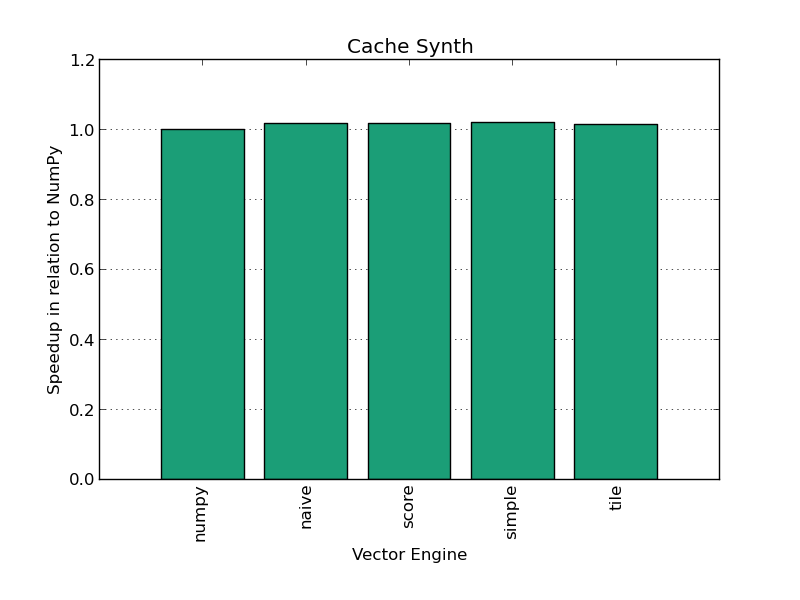 Cache Synth
1.2
1.0
0.8
0.6
0.4
0.2
0.0
Speedup in relation to NumPy
numpy
naive
score
simple
tile
Vector Engine